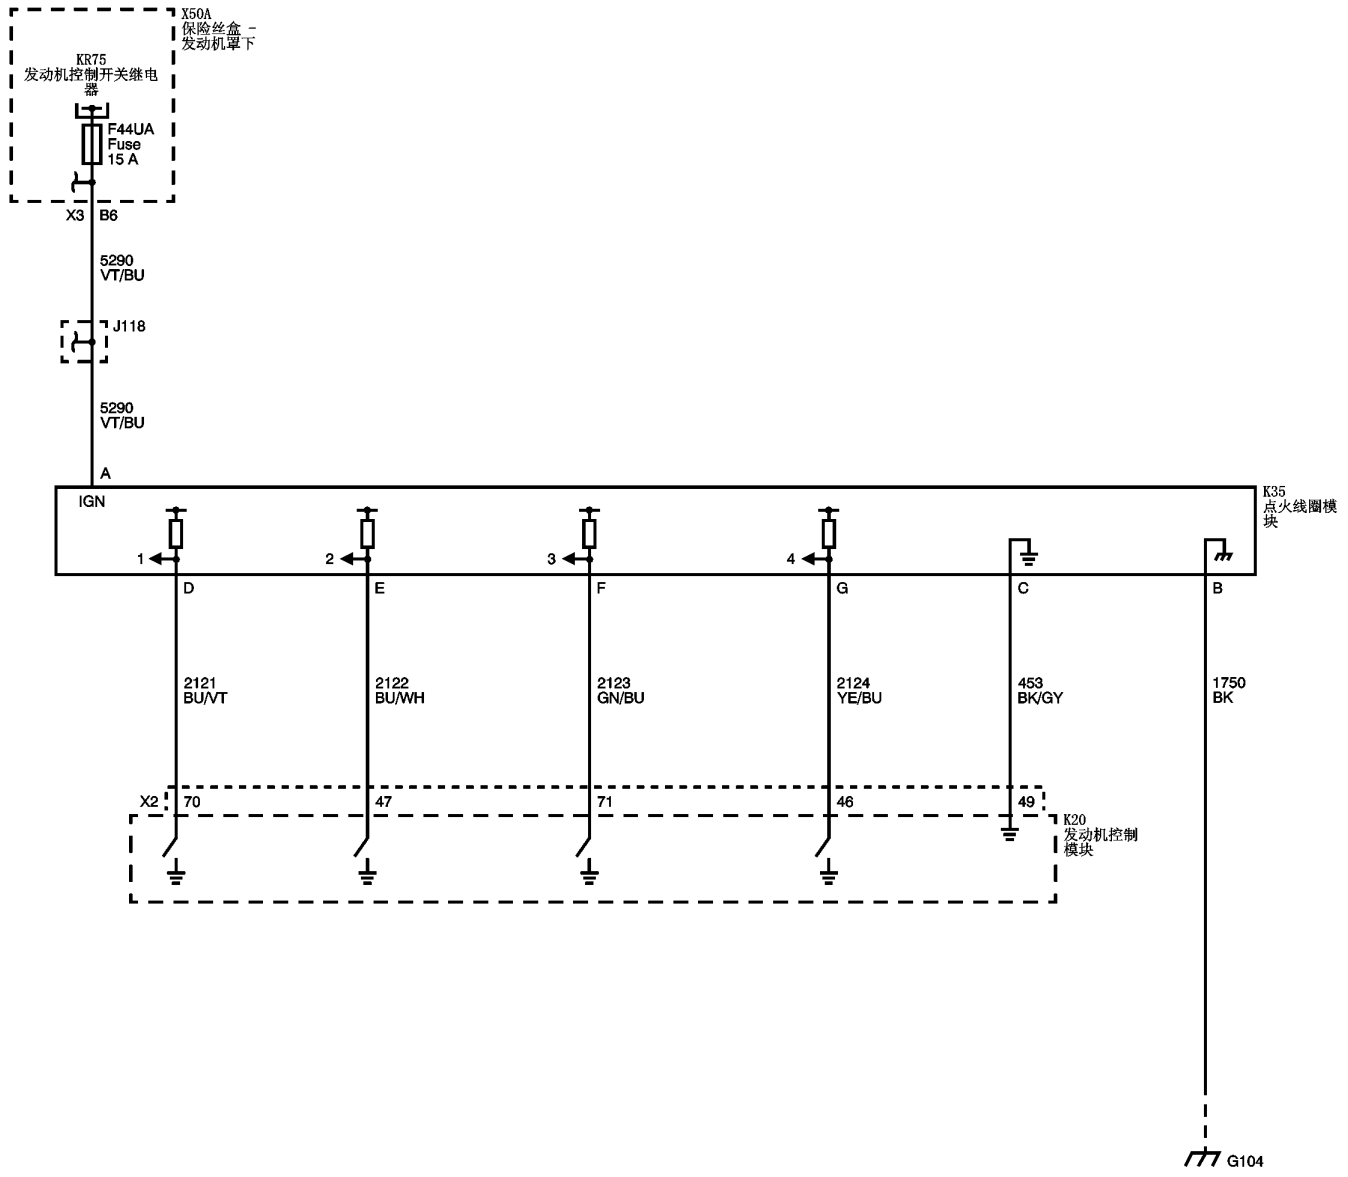 X50A
保险丝盒 -
发动机罩下
KR75
发动机控制开关继电
器
F44UA
Fuse
15 A
X3 B6
5290
VT/BU
J118
5290
VT/BU
A
IGN
K35
点火线圈模
块
1 2 3 4
D E F G C B
2121 2122 2123 2124 453 1750
BU/VT BU/WH GN/BU YE/BU BK/GY BK
X2 70 47 71 46 49
K20
发动机控制
模块
G104